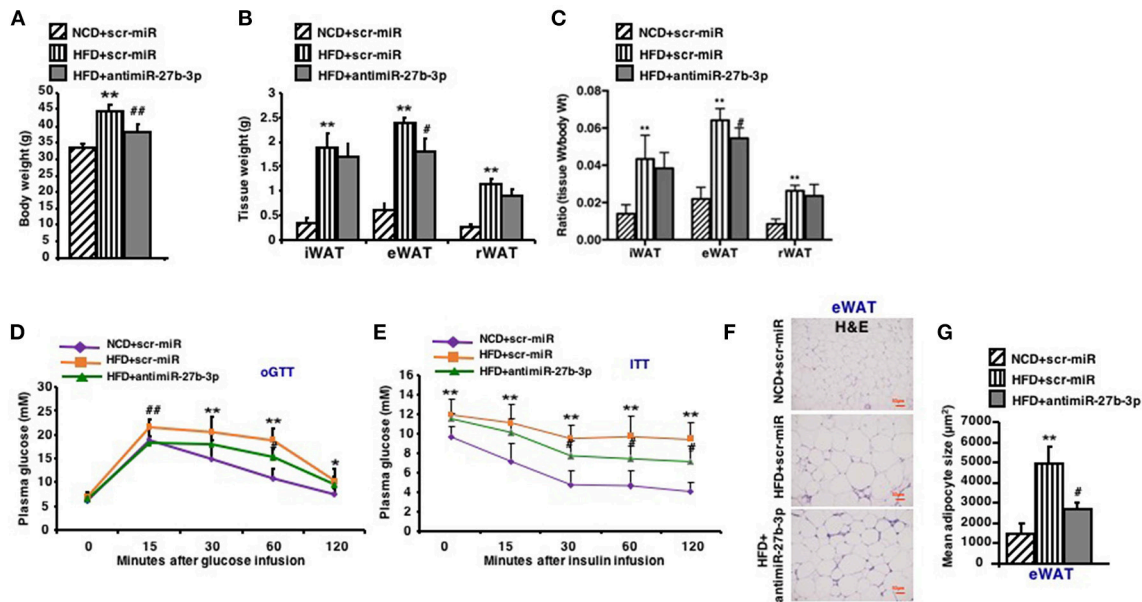 A
NCD+scr-miR
HFD+scr-miR
HFD+antimiR-27b-3p
Body weight (g)
50
45
40
35
30
25
20
15
10
5
0
**
##
B
NCD+scr-miR
HFD+scr-miR
HFD+antimiR-27b-3p
Tissue weight (g)
3
2.5
2
1.5
1
0.5
0
** ** # **
iWAT eWAT rWAT
C
NCD+scr-miR
HFD+scr-miR
HFD+antimiR-27b-3p
Ratio (tissue Wt/body Wt)
0.08
0.06
0.04
0.02
0.00
** ** # **
iWAT eWAT rWAT
D
NCD+scr-miR
HFD+scr-miR
HFD+antimiR-27b-3p
oGTT
Plasma glucose (mM)
30
25
20
15
10
5
0
## ** ** # *
0 15 30 60 120
Minutes after glucose infusion
E
NCD+scr-miR
HFD+scr-miR
HFD+antimiR-27b-3p
ITT
Plasma glucose (mM)
16
14
12
10
8
6
4
2
0
** ** ** ** **
# # #
0 15 30 60 120
Minutes after insulin infusion
F
eWAT
H&E
NCD+scr-miR
HFD+scr-miR
HFD+
antimiR-27b-3p
G
NCD+scr-miR
HFD+scr-miR
HFD+antimiR-27b-3p
Mean adipocyte size (µm²)
7000
6000
5000
4000
3000
2000
1000
0
**
#
eWAT